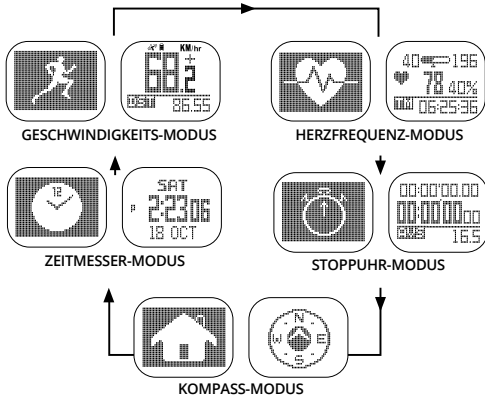 KM/hr
68.2
DST 86.55
GESCHWINDIGKEITS-MODUS
40 196
78 40%
TM 06:25:36
HERZFREQUENZ-MODUS
12
SAT
P 2:23 06
18 OCT
ZEITMESSER-MODUS
00:00'00.00
00:00'00 00
16.5
STOPPUHR-MODUS
N
W E
S
KOMPASS-MODUS